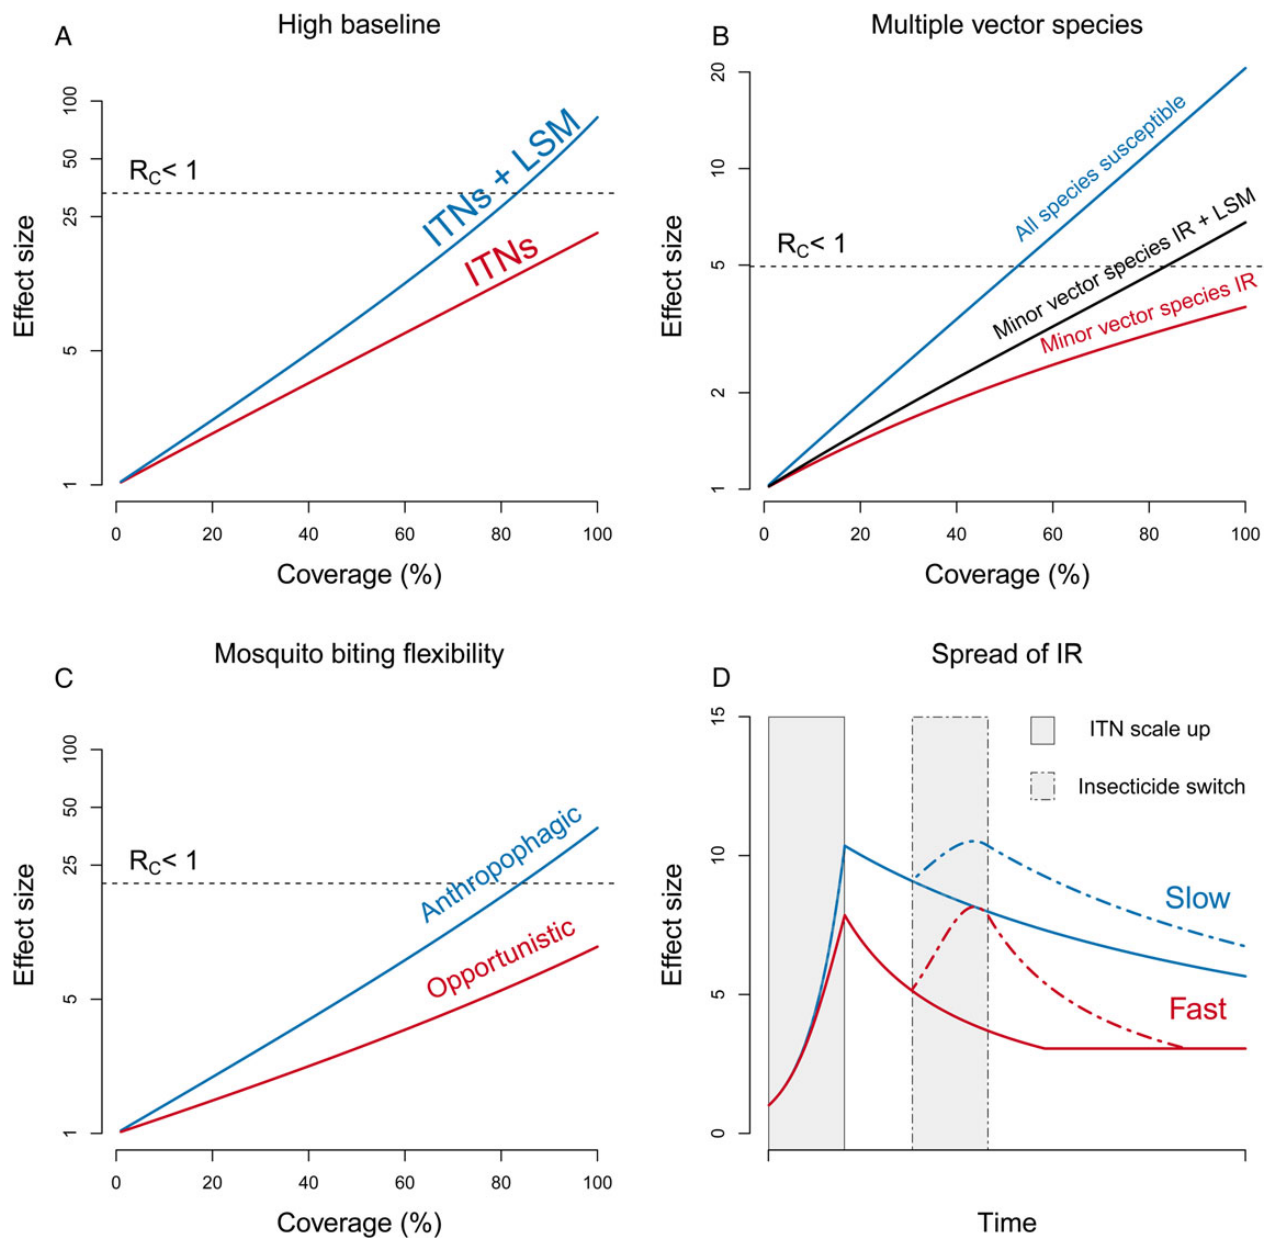 A
High baseline
100
50
25
5
1
Effect size
R_C < 1
ITNs + LSM
ITNs
0 20 40 60 80 100
Coverage (%)
B
Multiple vector species
20
10
5
2
1
Effect size
R_C < 1
All species susceptible
Minor vector species IR + LSM
Minor vector species IR
0 20 40 60 80 100
Coverage (%)
C
Mosquito biting flexibility
100
50
25
5
1
Effect size
R_C < 1
Anthropophagic
Opportunistic
0 20 40 60 80 100
Coverage (%)
D
Spread of IR
15
10
5
0
Effect size
ITN scale up
Insecticide switch
Slow
Fast
Time